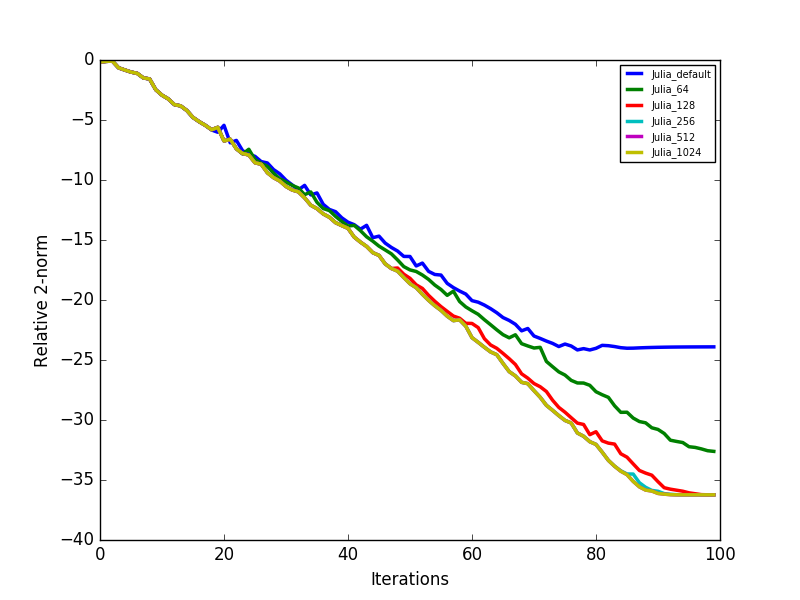 0
−5
−10
−15
−20
−25
−30
−35
−40
Relative 2-norm
Julia_default
Julia_64
Julia_128
Julia_256
Julia_512
Julia_1024
0 20 40 60 80 100
Iterations